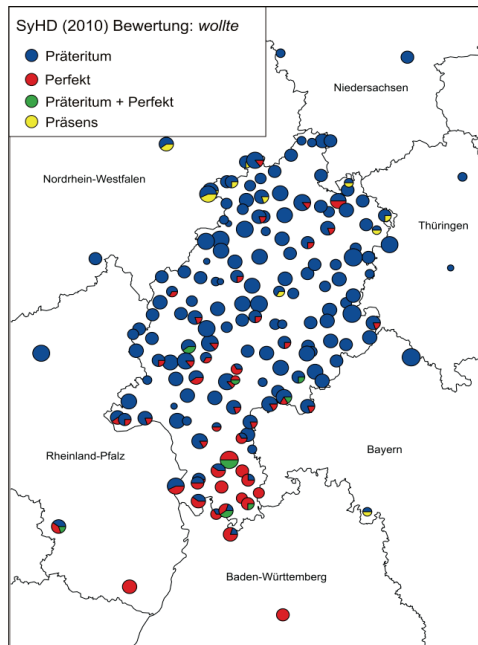 SyHD (2010) Bewertung: wollte
Präteritum
Perfekt
Präteritum + Perfekt
Präsens
Niedersachsen
Nordrhein-Westfalen
Thüringen
Rheinland-Pfalz
Bayern
Baden-Württemberg